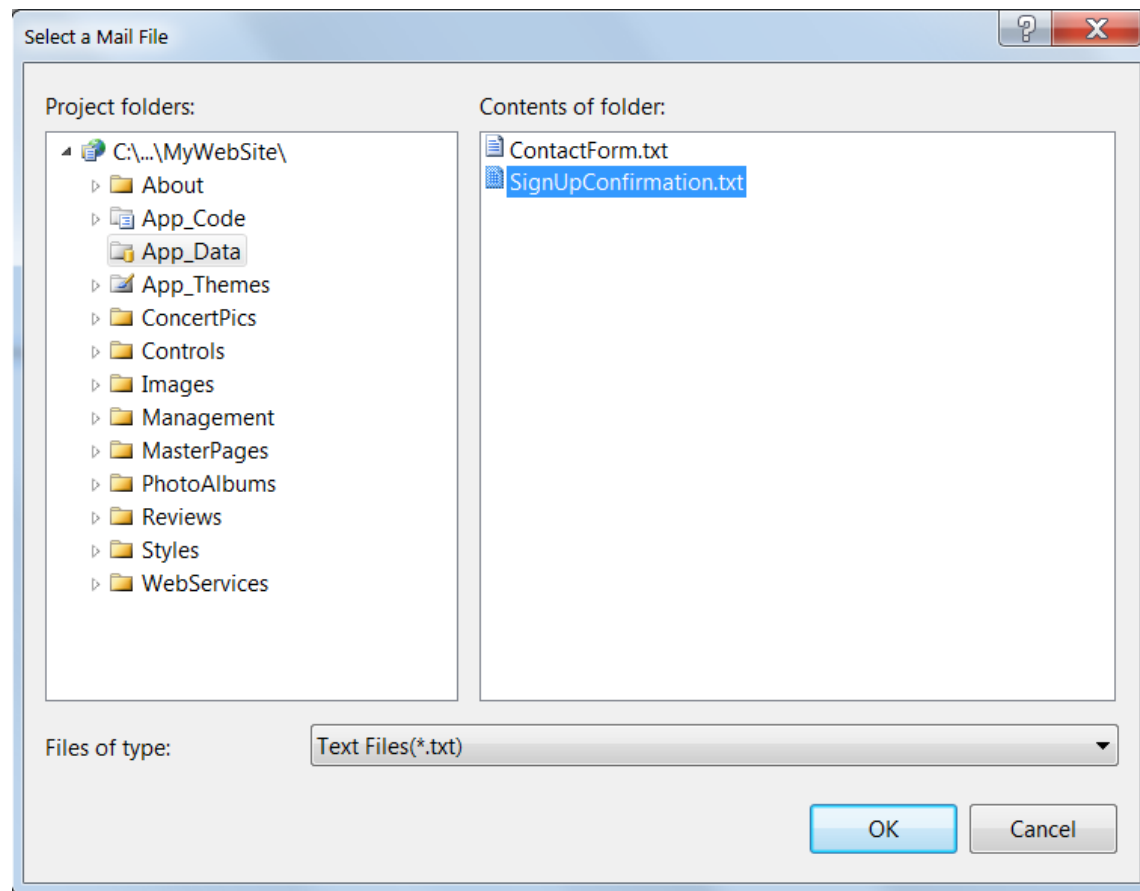 Select a Mail File
Project folders:
Contents of folder:
C:\...\MyWebSite\
About
App_Code
App_Data
App_Themes
ConcertPics
Controls
Images
Management
MasterPages
PhotoAlbums
Reviews
Styles
WebServices
ContactForm.txt
SignUpConfirmation.txt
Files of type:
Text Files(*.txt)
OK
Cancel